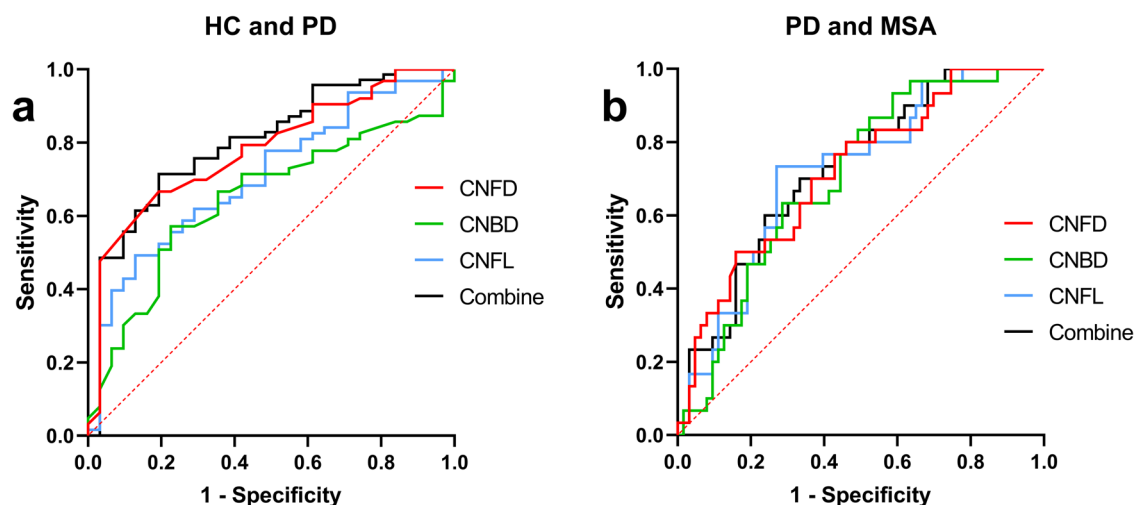 HC and PD
a
Sensitivity
1.0
0.8
0.6
0.4
0.2
0.0
0.0 0.2 0.4 0.6 0.8 1.0
1 - Specificity
CNFD
CNBD
CNFL
Combine
PD and MSA
b
Sensitivity
1.0
0.8
0.6
0.4
0.2
0.0
0.0 0.2 0.4 0.6 0.8 1.0
1 - Specificity
CNFD
CNBD
CNFL
Combine